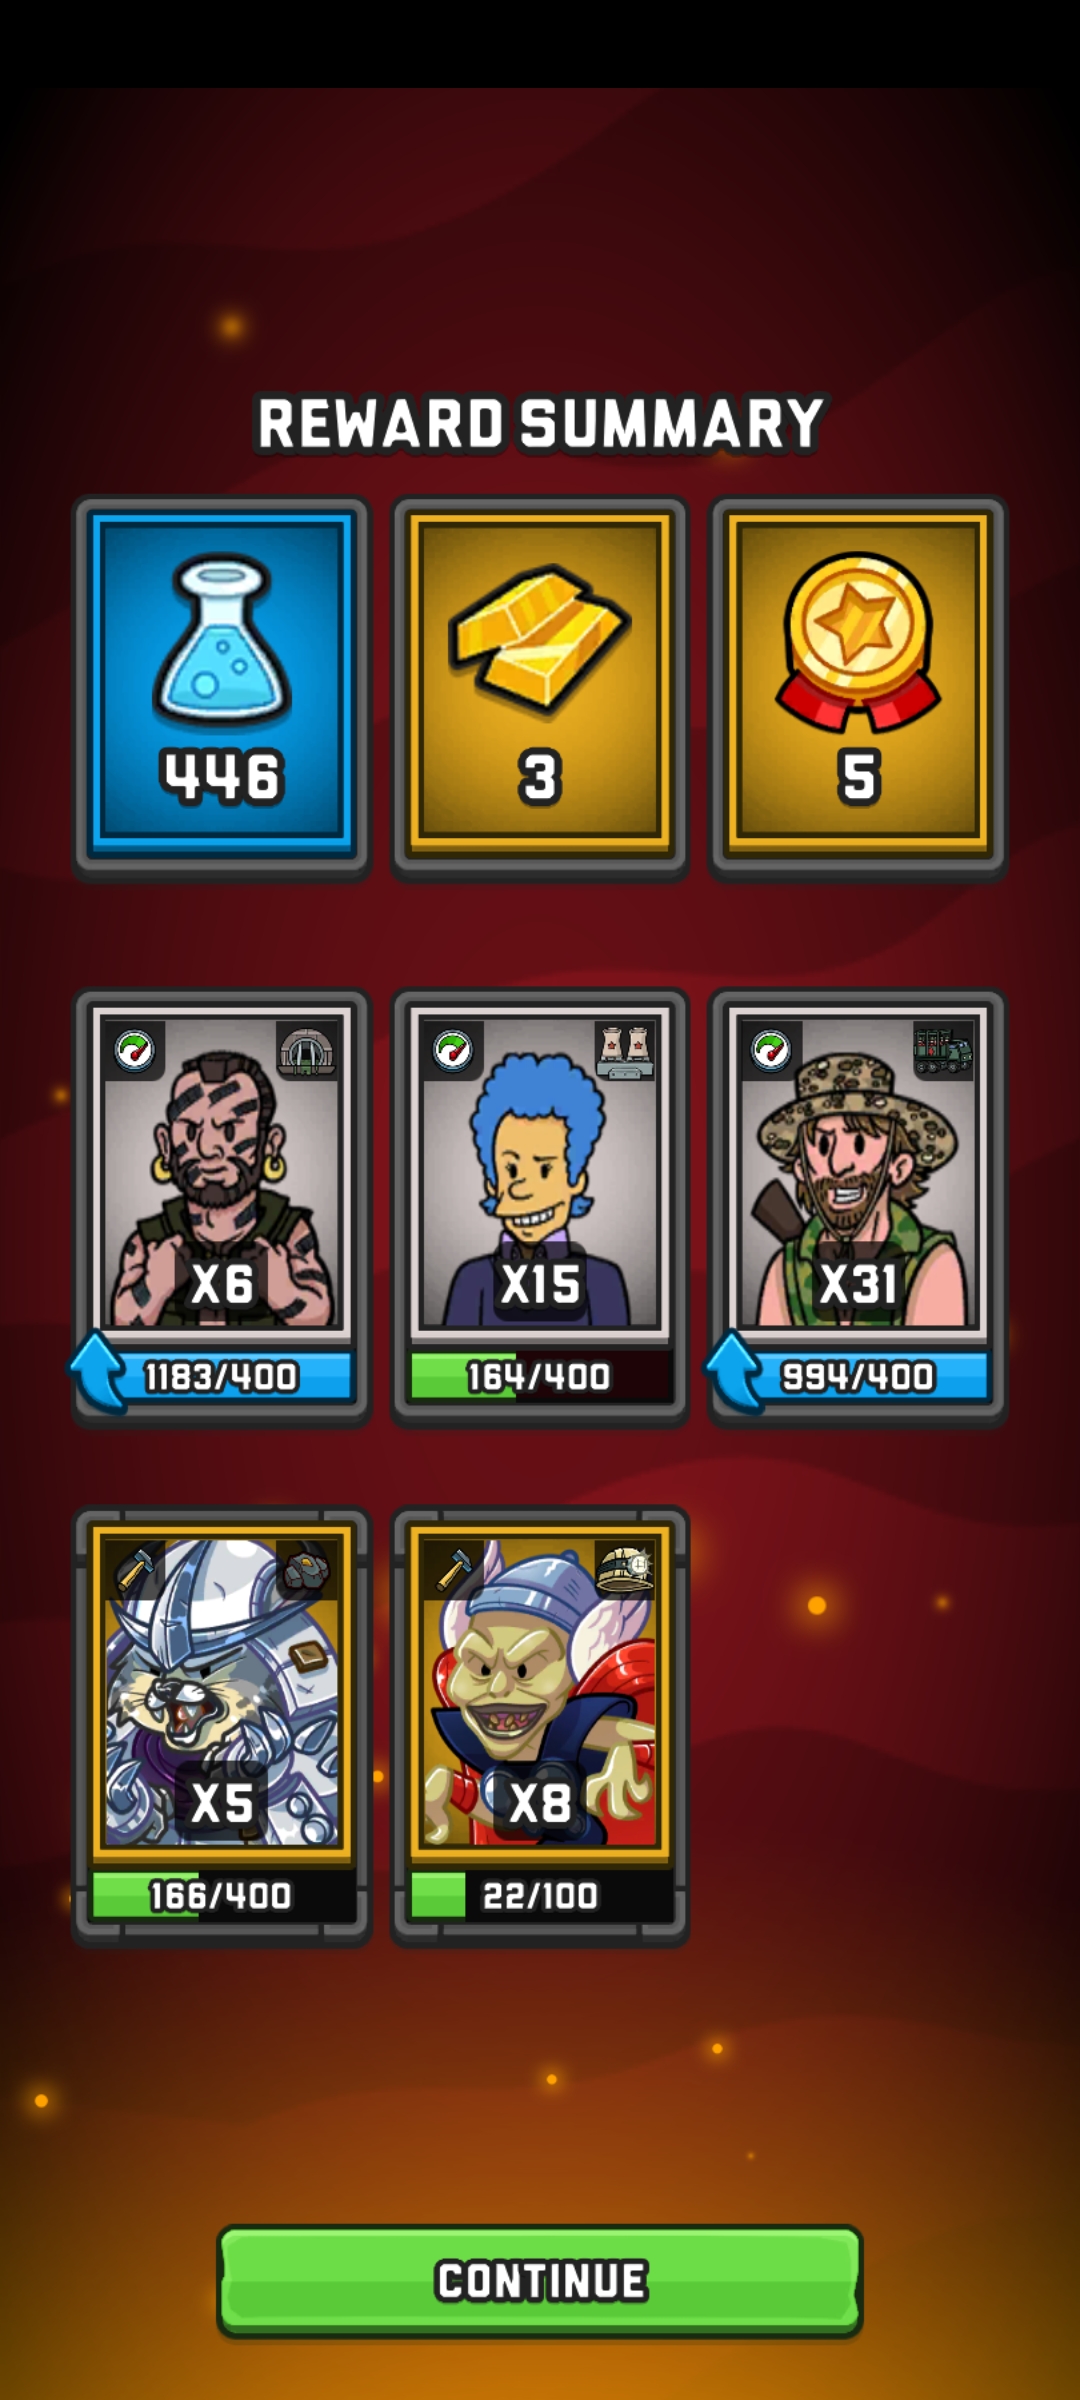 REWARD SUMMARY
446
3
5
X6
X15
X31
1183/400
164/400
994/400
X5
X8
166/400
22/100
CONTINUE